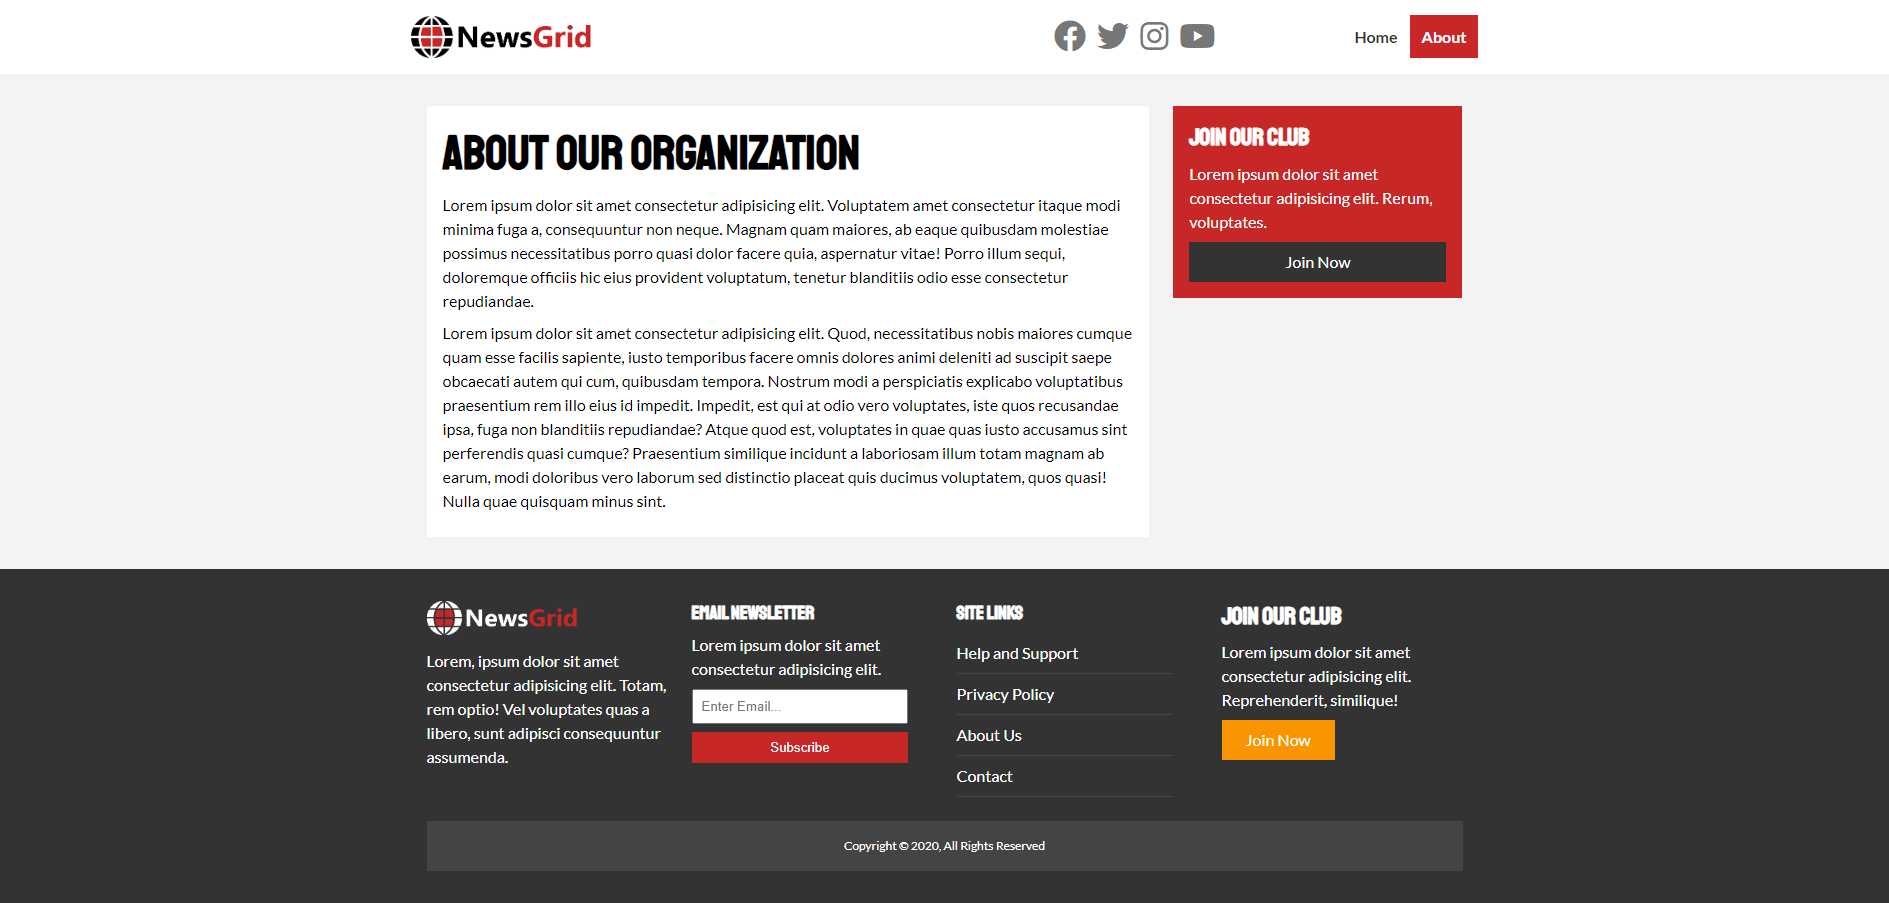 NewsGrid
Home
About
ABOUT OUR ORGANIZATION
Lorem ipsum dolor sit amet consectetur adipisicing elit. Voluptatem amet consectetur itaque modi
minima fuga a, consequuntur non neque. Magnam quam maiores, ab eaque quibusdam molestiae
possimus necessitatibus porro quasi dolor facere quia, aspernatur vitae! Porro illum sequi,
doloremque officiis hic eius provident voluptatum, tenetur blanditiis odio esse consectetur
repudiandae.
Lorem ipsum dolor sit amet consectetur adipisicing elit. Quod, necessitatibus nobis maiores cumque
quam esse facilis sapiente, iusto temporibus facere omnis dolores animi deleniti ad suscipit saepe
obcaecati autem qui cum, quibusdam tempora. Nostrum modi a perspiciatis explicabo voluptatibus
praesentium rem illo eius id impedit. Impedit, est qui at odio vero voluptates, iste quos recusandae
ipsa, fuga non blanditiis repudiandae? Atque quod est, voluptates in quae quas iusto accusamus sint
perferendis quasi cumque? Praesentium similique incidunt a laboriosam illum totam magnam ab
earum, modi doloribus vero laborum sed distinctio placeat quis ducimus voluptatem, quos quasi!
Nulla quae quisquam minus sint.
JOIN OUR CLUB
Lorem ipsum dolor sit amet
consectetur adipisicing elit. Rerum,
voluptates.
Join Now
NewsGrid
Lorem, ipsum dolor sit amet
consectetur adipisicing elit. Totam,
rem optio! Vel voluptates quas a
libero, sunt adipisci consequuntur
assumenda.
EMAIL NEWSLETTER
Lorem ipsum dolor sit amet
consectetur adipisicing elit.
Enter Email...
Subscribe
SITE LINKS
Help and Support
Privacy Policy
About Us
Contact
JOIN OUR CLUB
Lorem ipsum dolor sit amet
consectetur adipisicing elit.
Reprehenderit, similique!
Join Now
Copyright © 2020, All Rights Reserved